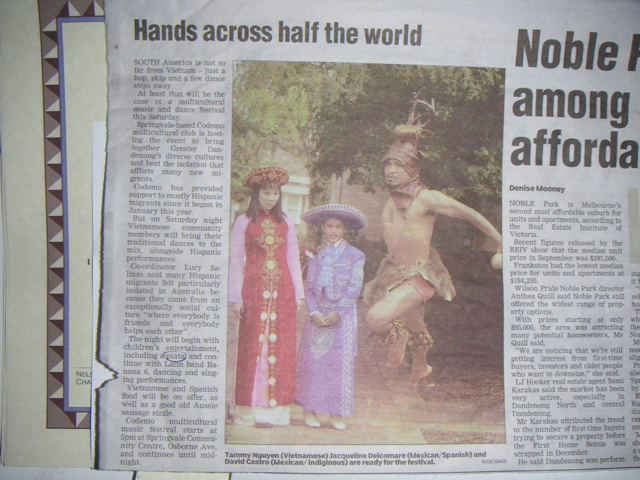 Hands across half the world
SOUTH America is not so
far from Vietnam – just a
hop, skip and a few dance
steps away.
At least that will be the
case at a multicultural
music and dance festival
this Saturday.
Springvale-based Codemo
multicultural club is host-
ing the event to bring
together Greater Dan-
denong's diverse cultures
and beat the isolation that
afflicts many new mi-
grants.
Codemo has provided
support to mostly Hispanic
migrants since it began in
January this year.
But on Saturday night
Vietnamese community
members will bring their
traditional dances to the
mix, alongside Hispanic
performances.
Co-ordinator Lucy Sa-
linas said many Hispanic
migrants felt particularly
isolated in Australia be-
cause they came from an
exceptionally social cul-
ture "where everybody is
friends and everybody
helps each other".
The night will begin with
children's entertainment,
including a piata) and con-
tinue with Latin band Ba-
nana 6, dancing and sing-
ing performances.
Vietnamese and Spanish
food will be on offer, as
well as a good old Aussie
sausage sizzle.
Codemo multicultural
music festival starts at
5pm at Springvale Commu-
nity Centre, Osborne Ave,
and continues until mid-
night.
Tammy Nguyen (Vietnamese) Jacqueline Delcomare (Mexican/Spanish) and
David Castro (Mexican/ indiginous) are ready for the festival.
Noble
among
afforda
Denise Mooney
NOBLE Park is Melbourne's
second most affordable suburb for
units and apartments, according to
the Real Estate Institute of
Victoria.
Recent figures released by the
REIV show that the median unit
price in September was $197,500.
Frankston had the lowest median
price for units and apartments at
$184,250.
Wilson Pride Noble Park director
Anthea Quill said Noble Park still
offered the widest range of prop-
erty options.
With prices starting at only
$95,000, the area was attracting
many potential homeowners, Ms
Quill said.
"We are noticing that we're still
getting interest from first-time
buyers, investors and older people
who want to downsize," she said.
LJ Hooker real estate agent Sami
Karakas said the market has been
very active, especially in
Dandenong North and central
Dandenong.
Mr Karakas attributed the trend
to the number of first-time buyers
trying to secure a property before
the First Home Bonus was
scrapped in December.
He said Dandenong was perform-
NELS
CHA